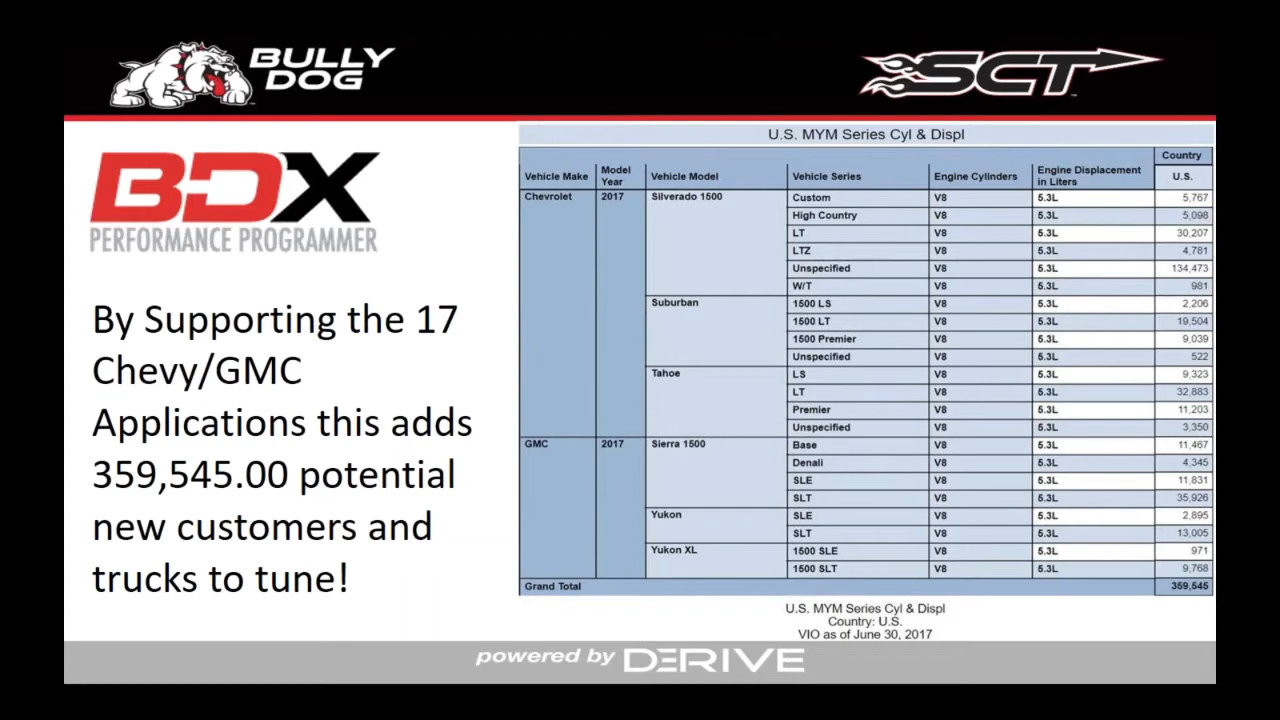 BULLY
DOG
SCT
BDX
PERFORMANCE PROGRAMMER
By Supporting the 17
Chevy/GMC
Applications this adds
359,545.00 potential
new customers and
trucks to tune!
U.S. MYM Series Cyl & Displ
Country
Vehicle Make Model Year Vehicle Model Vehicle Series Engine Cylinders Engine Displacement in Liters U.S.
Chevrolet 2017 Silverado 1500 Custom V8 5.3L 5,767
High Country V8 5.3L 5,098
LT V8 5.3L 30,207
LTZ V8 5.3L 4,781
Unspecified V8 5.3L 134,473
W/T V8 5.3L 981
Suburban 1500 LS V8 5.3L 2,206
1500 LT V8 5.3L 19,504
1500 Premier V8 5.3L 9,039
Unspecified V8 5.3L 522
Tahoe LS V8 5.3L 9,323
LT V8 5.3L 32,883
Premier V8 5.3L 11,203
Unspecified V8 5.3L 3,350
GMC 2017 Sierra 1500 Base V8 5.3L 11,467
Denali V8 5.3L 4,345
SLE V8 5.3L 11,831
SLT V8 5.3L 35,926
Yukon SLE V8 5.3L 2,895
SLT V8 5.3L 13,005
Yukon XL 1500 SLE V8 5.3L 971
1500 SLT V8 5.3L 9,768
Grand Total 359,545
U.S. MYM Series Cyl & Displ
Country: U.S.
VIO as of June 30, 2017
powered by DERIVE